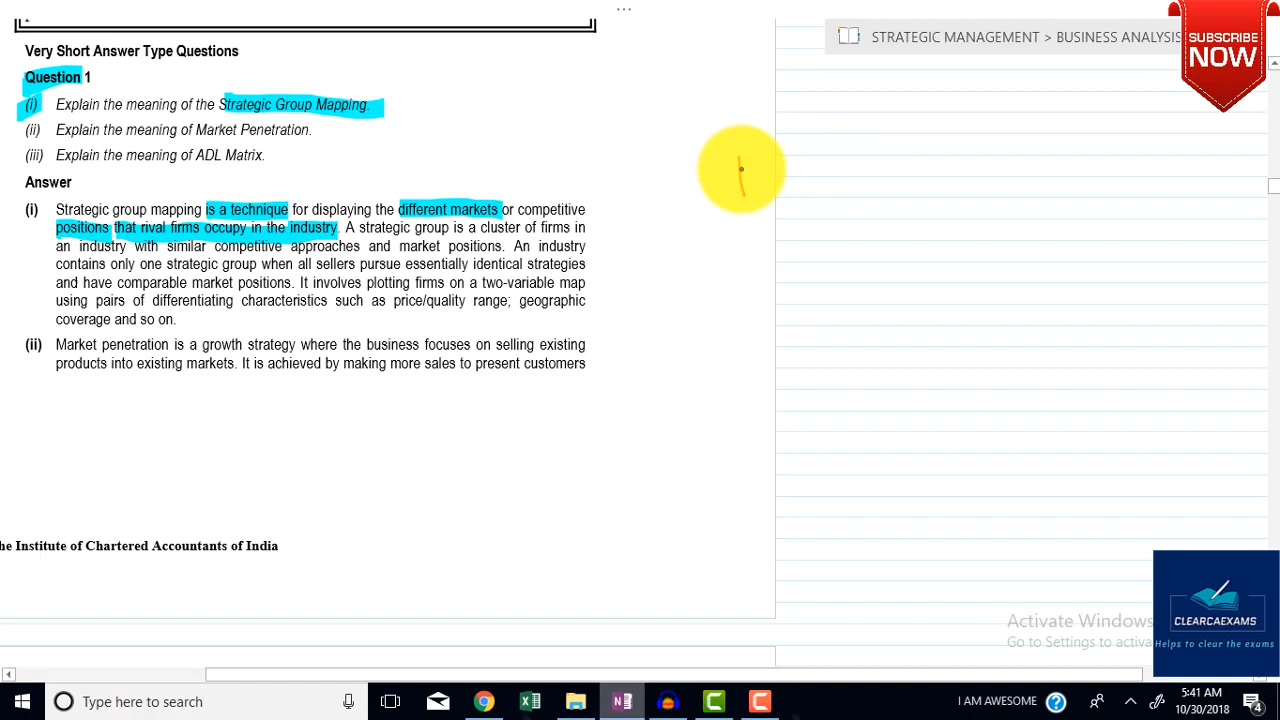 Very Short Answer Type Questions
Question 1
(i) Explain the meaning of the Strategic Group Mapping.
(ii) Explain the meaning of Market Penetration.
(iii) Explain the meaning of ADL Matrix.
Answer
(i) Strategic group mapping is a technique for displaying the different markets or competitive
positions that rival firms occupy in the industry. A strategic group is a cluster of firms in
an industry with similar competitive approaches and market positions. An industry
contains only one strategic group when all sellers pursue essentially identical strategies
and have comparable market positions. It involves plotting firms on a two-variable map
using pairs of differentiating characteristics such as price/quality range; geographic
coverage and so on.
(ii) Market penetration is a growth strategy where the business focuses on selling existing
products into existing markets. It is achieved by making more sales to present customers
he Institute of Chartered Accountants of India
STRATEGIC MANAGEMENT > BUSINESS ANALYSIS
SUBSCRIBE
NOW
Activate Windows
Go to Settings to activa
CLEARCAEXAMS
Helps to clear the exams
Type here to search
I AM AWESOME
5:41 AM
10/30/2018
4